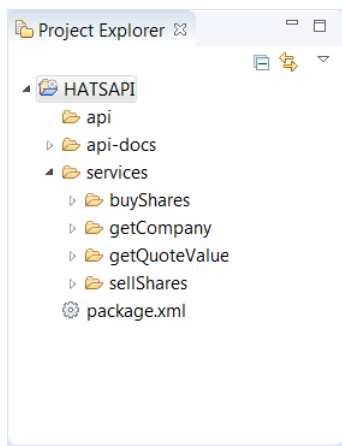 Project Explorer
HATSAPI
api
api-docs
services
buyShares
getCompany
getQuoteValue
sellShares
package.xml